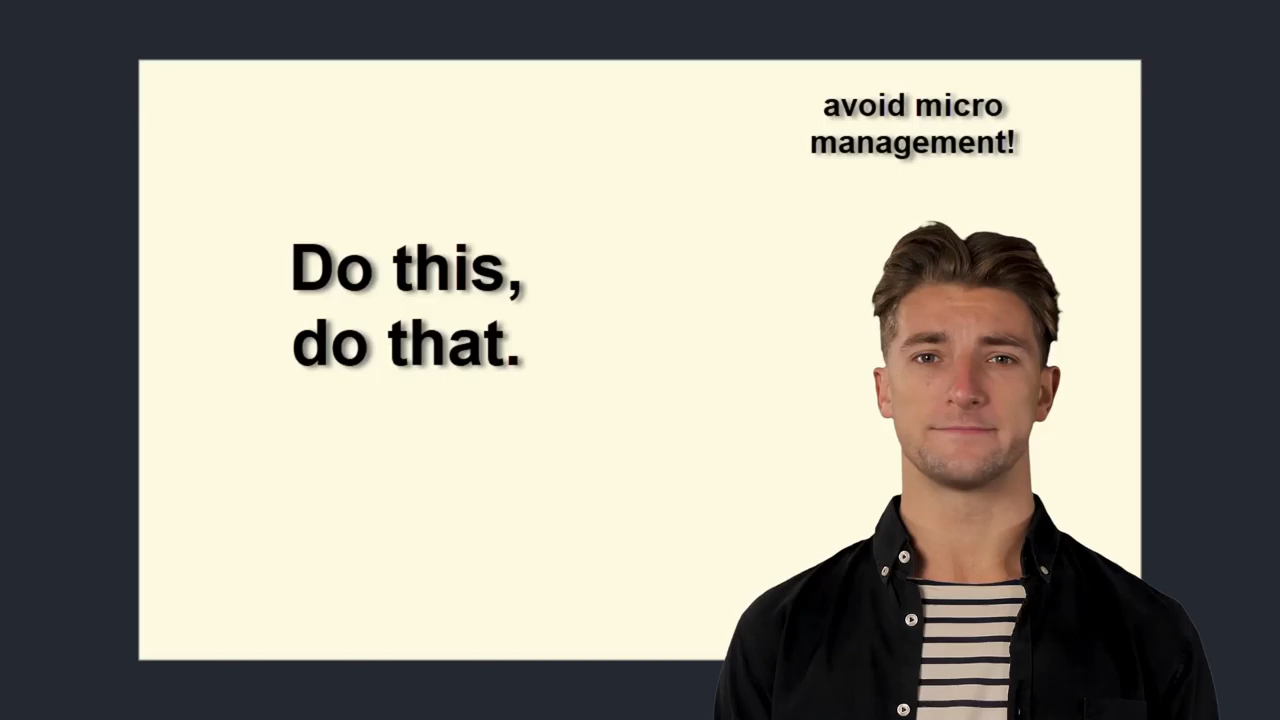 avoid micro
management!
Do this,
do that.